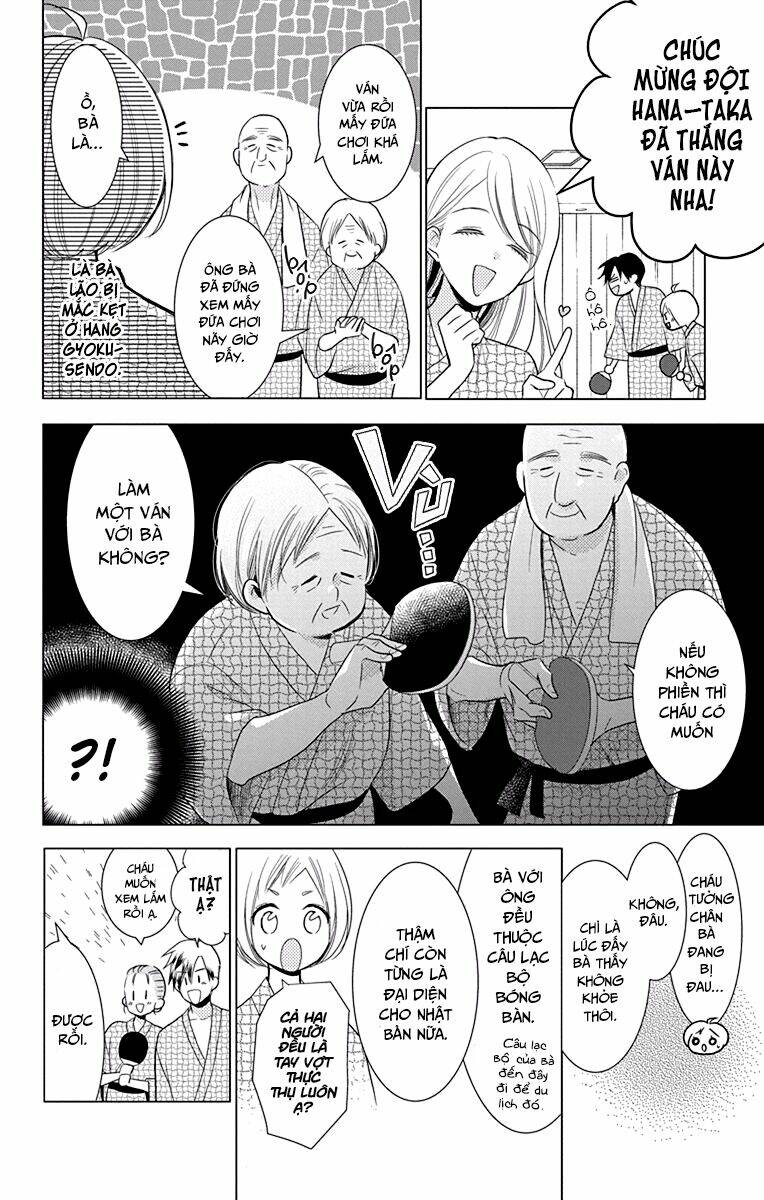 CHÚC
MỪNG ĐỘI
HANA-TAKA
ĐÃ THẮNG
VÁN NÀY
NHA!
Ô
HÔ
HÔ
VÁN
VỪA RỒI
MẤY ĐỨA
CHƠI KHÁ
LẮM.
ÔNG BÀ
ĐÃ ĐỨNG
XEM MẤY
ĐỨA CHƠI
NÃY GIỜ
ĐẤY.
BỘP
BỘP
Ồ,
BÀ
LÀ...
LÀ BÀ
LÃO BỊ
MẮC KẸT
Ở HANG
GYOKU-
SENDO.
NẾU
KHÔNG
PHIỀN THÌ
CHÁU CÓ
MUỐN
VÙ...
LÀM
MỘT VÁN
VỚI BÀ
KHÔNG?
?!
CHÁU
TƯỞNG
CHÂN
BÀ ĐANG
BỊ
ĐAU...
KHÔNG,
ĐÂU.
CHỈ LÀ
LÚC ĐẤY
BÀ THẤY
KHÔNG
KHỎE
THÔI.
BÀ VỚI
ÔNG
ĐỀU
THUỘC
CÂU LẠC
BỘ
BÓNG
BÀN.
Câu lạc
bộ của bà
đến đây
đi để du
lịch đó.
THẬM
CHÍ CÒN
TỪNG LÀ
ĐẠI DIỆN
CHO NHẬT
BẢN NỮA.
CẢ HAI
NGƯỜI
ĐỀU LÀ
TAY VỢT
THỰC
THỤ LUÔN
Ạ?
THẬT
Ạ?
CHÁU
MUỐN
XEM LẮM
RỒI Ạ.
ĐƯỢC
RỒI.